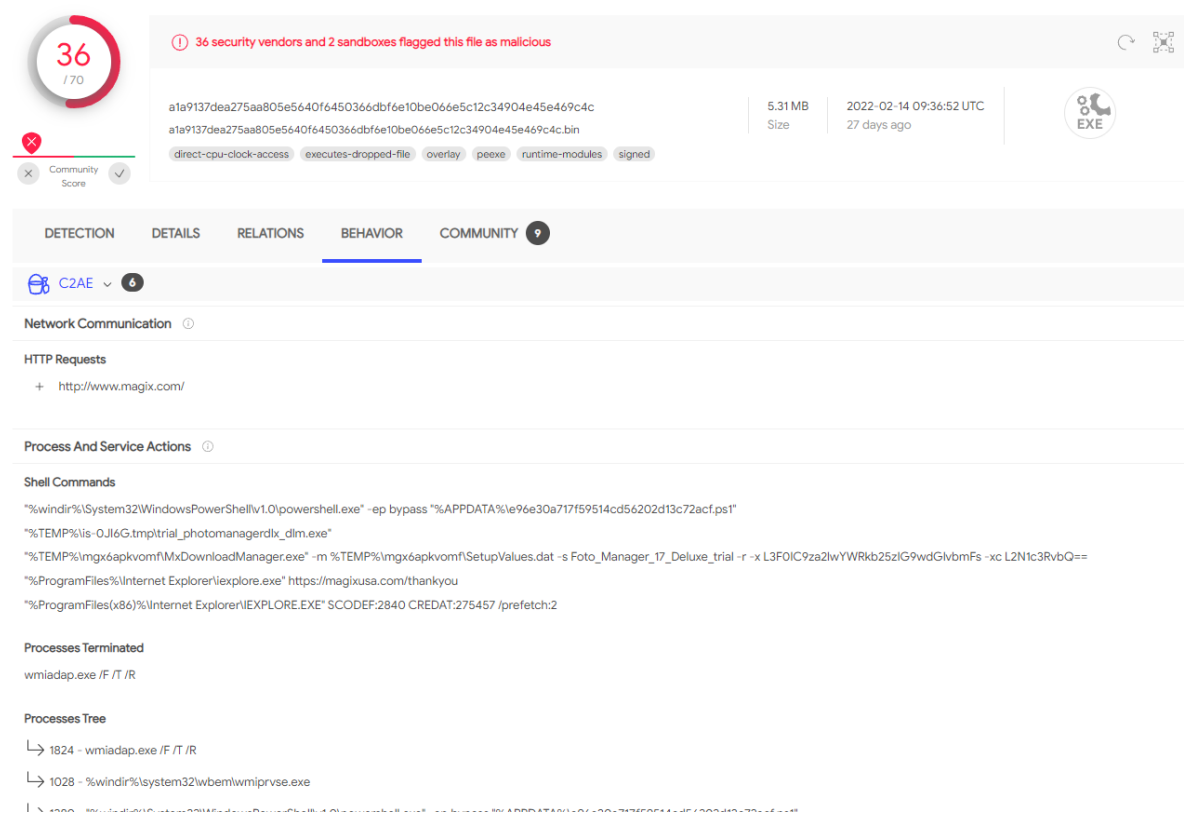 36
/ 70
36 security vendors and 2 sandboxes flagged this file as malicious
a1a9137dea275aa805e5640f6450366dbf6e10be066e5c12c34904e45e469c4c
a1a9137dea275aa805e5640f6450366dbf6e10be066e5c12c34904e45e469c4c.bin
direct-cpu-clock-access executes-dropped-file overlay peexe runtime-modules signed
5.31 MB
Size
2022-02-14 09:36:52 UTC
27 days ago
EXE
Community
Score
DETECTION DETAILS RELATIONS BEHAVIOR COMMUNITY 9
C2AE 6
Network Communication
HTTP Requests
+ http://www.magix.com/
Process And Service Actions
Shell Commands
"%windir%\System32\WindowsPowerShell\v1.0\powershell.exe" -ep bypass "%APPDATA%\e96e30a717f59514cd56202d13c72acf.ps1"
"%TEMP%\is-0JI6G.tmp\trial_photomanagerdlx_dlm.exe"
"%TEMP%\mgx6apkvomf\MxDownloadManager.exe" -m %TEMP%\mgx6apkvomf\SetupValues.dat -s Foto_Manager_17_Deluxe_trial -r -x L3F0IC9za2lwYWRkb25zIG9wdGlvbmFs -xc L2N1c3RvbQ==
"%ProgramFiles%\Internet Explorer\iexplore.exe" https://magixusa.com/thankyou
"%ProgramFiles(x86)%\Internet Explorer\IEXPLORE.EXE" SCODEF:2840 CREDAT:275457 /prefetch:2
Processes Terminated
wmiadap.exe /F /T /R
Processes Tree
1824 - wmiadap.exe /F /T /R
1028 - %windir%\system32\wbem\wmiprvse.exe